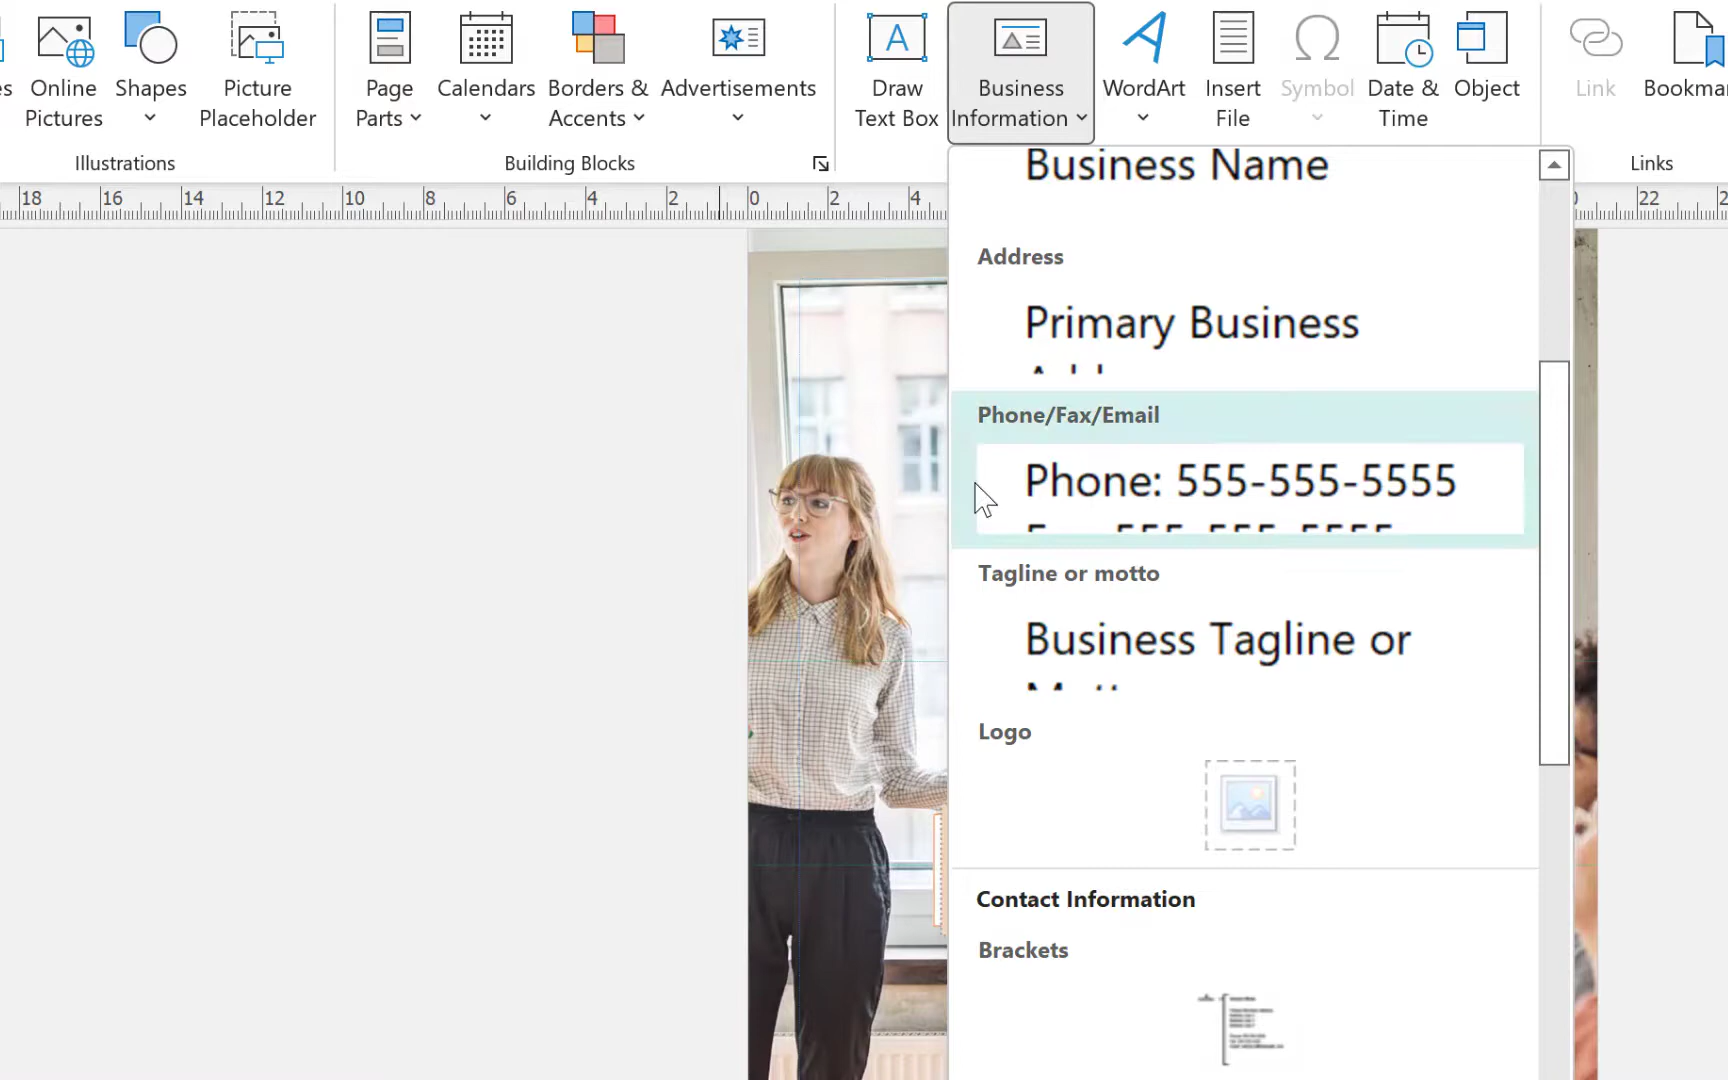 Online
Pictures
Shapes
Picture
Placeholder
Illustrations
Page
Parts
Calendars
Borders &
Accents
Advertisements
Building Blocks
A
Draw
Text Box
Business
Information
WordArt
Insert
File
Symbol
Date &
Time
Object
Link
Links
18 16 14 12 10 8 6 4 2 0 2 4 22
Business Name
Address
Primary Business
Phone/Fax/Email
Phone: 555-555-5555
Tagline or motto
Business Tagline or
Logo
Contact Information
Brackets